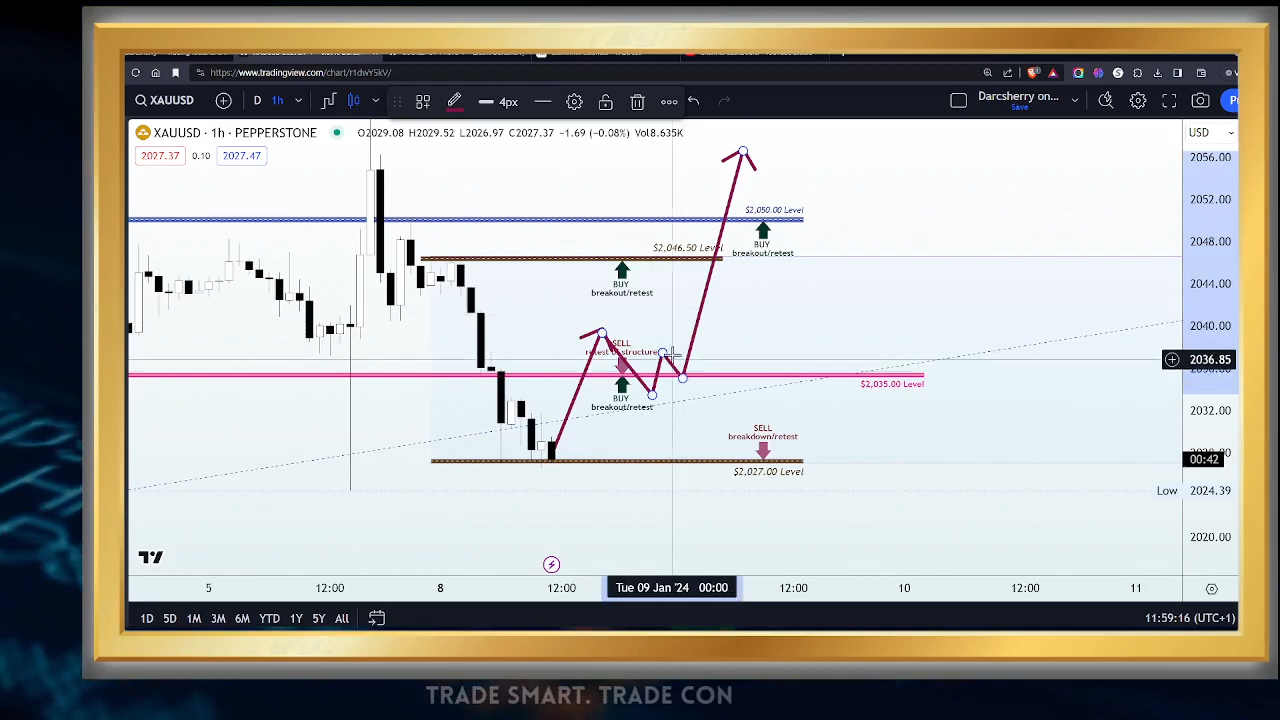 https://www.tradingview.com/chart/r1dwY5kV/
XAUUSD D 1h 4px Darcsherry on...
Save
XAUUSD · 1h · PEPPERSTONE O2029.08 H2029.52 L2026.97 C2027.37 −1.69 (−0.08%) Vol8.635K USD
2027.37 0.10 2027.47
2056.00
2052.00
$2,050.00 Level
BUY
breakout/retest
2048.00
$2,046.50 Level
BUY
breakout/retest
2044.00
2040.00
SELL
retest of structure
2036.85
$2,035.00 Level
BUY
breakout/retest
2032.00
SELL
breakdown/retest
00:42
$2,027.00 Level
Low 2024.39
2020.00
5 12:00 8 12:00 Tue 09 Jan '24 00:00 12:00 10 12:00 11
1D 5D 1M 3M 6M YTD 1Y 5Y All 11:59:16 (UTC+1)
TRADE SMART. TRADE CON